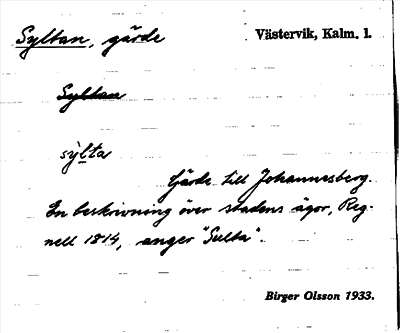 Syltan, gärde
Västervik, Kalm. l.
Syltan
sỳlta
Gärde till Johannesberg.
En beskrivning över stadens ägor, Reg-
nell 1814, anger "Sulta".
Birger Olsson 1933.